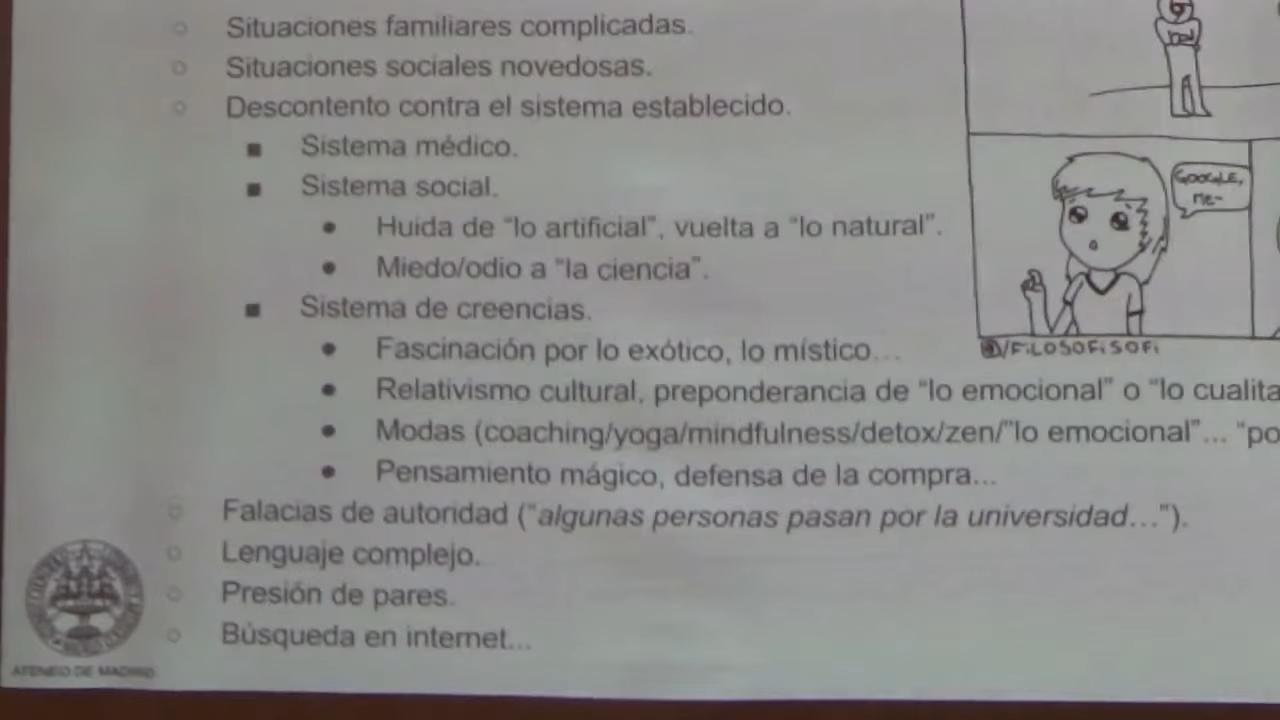 Situaciones familiares complicadas.
Situaciones sociales novedosas.
Descontento contra el sistema establecido.
Sistema médico.
Sistema social.
Huida de "lo artificial", vuelta a "lo natural".
Miedo/odio a "la ciencia".
Sistema de creencias.
Fascinación por lo exótico, lo místico...
Relativismo cultural, preponderancia de "lo emocional" o "lo cualita
Modas (coaching/yoga/mindfulness/detox/zen/"lo emocional"... "po
Pensamiento mágico, defensa de la compra...
Falacias de autoridad ("algunas personas pasan por la universidad...").
Lenguaje complejo.
Presión de pares.
Búsqueda en internet...
GOOGLE,
ME-
/FiLOSOFiSOFi
ATENEO DE MADRID